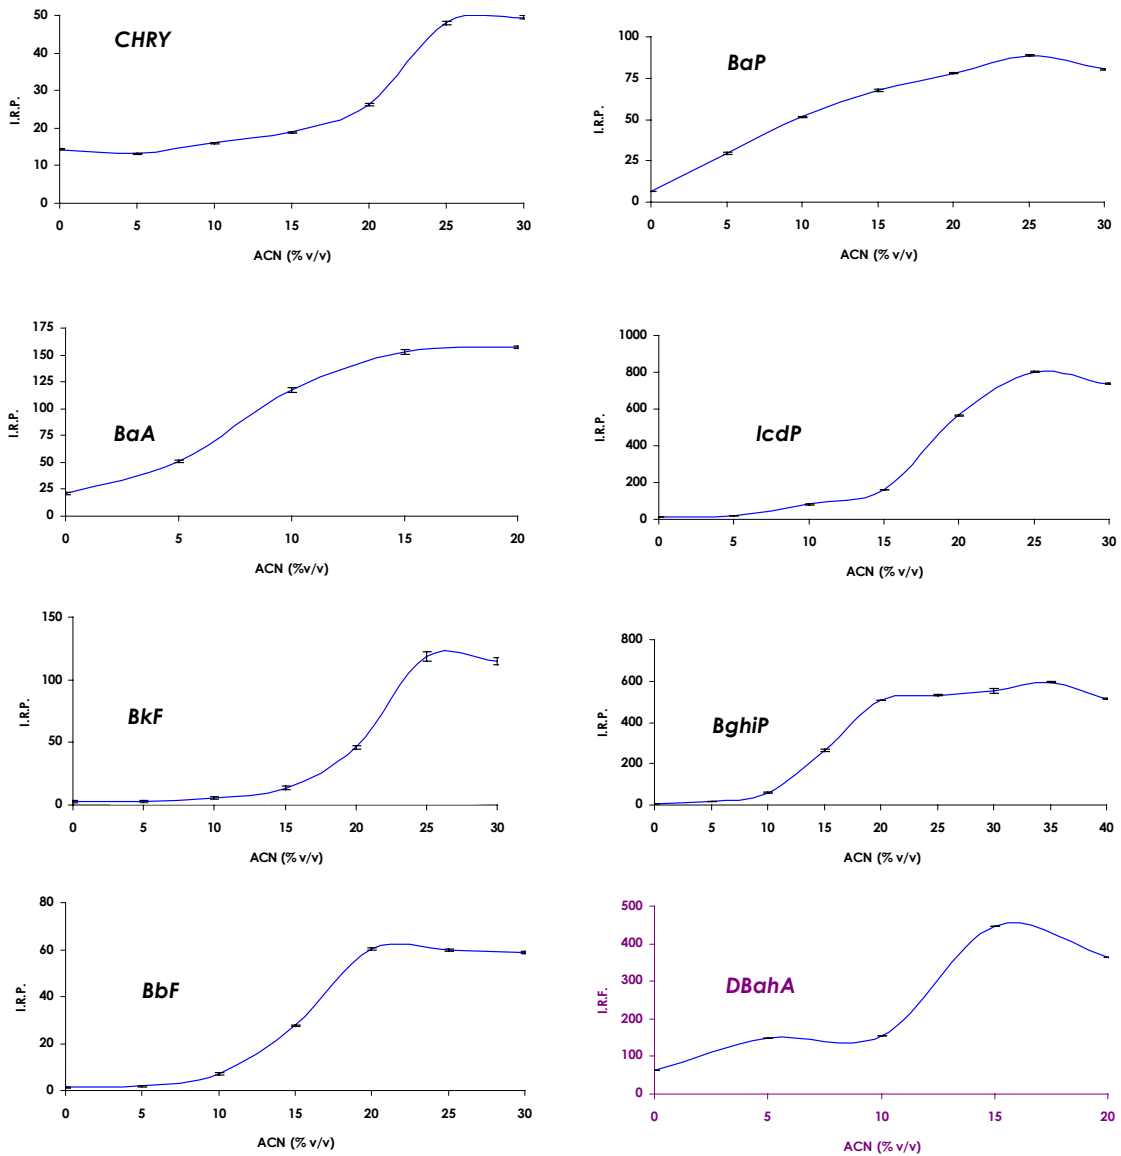 CHRY
I.R.P.
50
40
30
20
10
0
0 5 10 15 20 25 30
ACN (% v/v)
BaP
I.R.P.
100
75
50
25
0
0 5 10 15 20 25 30
ACN (% v/v)
BaA
I.R.P.
175
150
125
100
75
50
25
0
0 5 10 15 20
ACN (%v/v)
IcdP
I.R.P.
1000
800
600
400
200
0
0 5 10 15 20 25 30
ACN (% v/v)
BkF
I.R.P.
150
100
50
0
0 5 10 15 20 25 30
ACN (% v/v)
BghiP
I.R.P.
800
600
400
200
0
0 5 10 15 20 25 30 35 40
ACN (% v/v)
BbF
I.R.P.
80
60
40
20
0
0 5 10 15 20 25 30
ACN (% v/v)
DBahA
I.R.F.
500
400
300
200
100
0
0 5 10 15 20
ACN (% v/v)